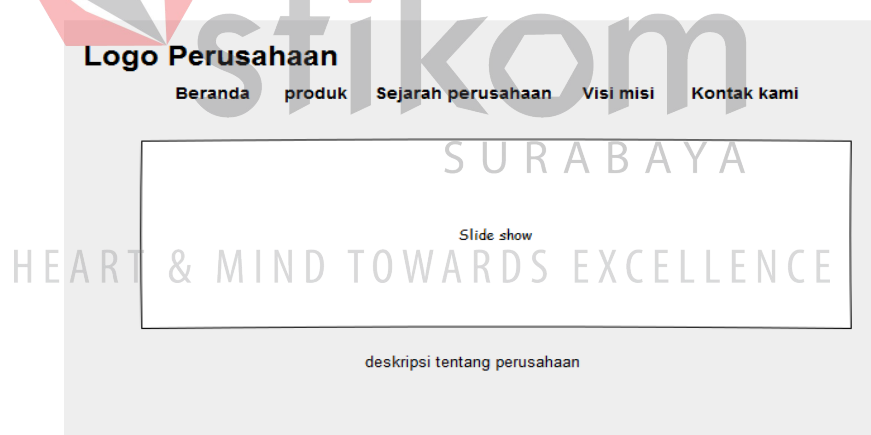 stikom
Logo Perusahaan
Beranda produk Sejarah perusahaan Visi misi Kontak kami
SURABAYA
Slide show
HEART & MIND TOWARDS EXCELLENCE
deskripsi tentang perusahaan